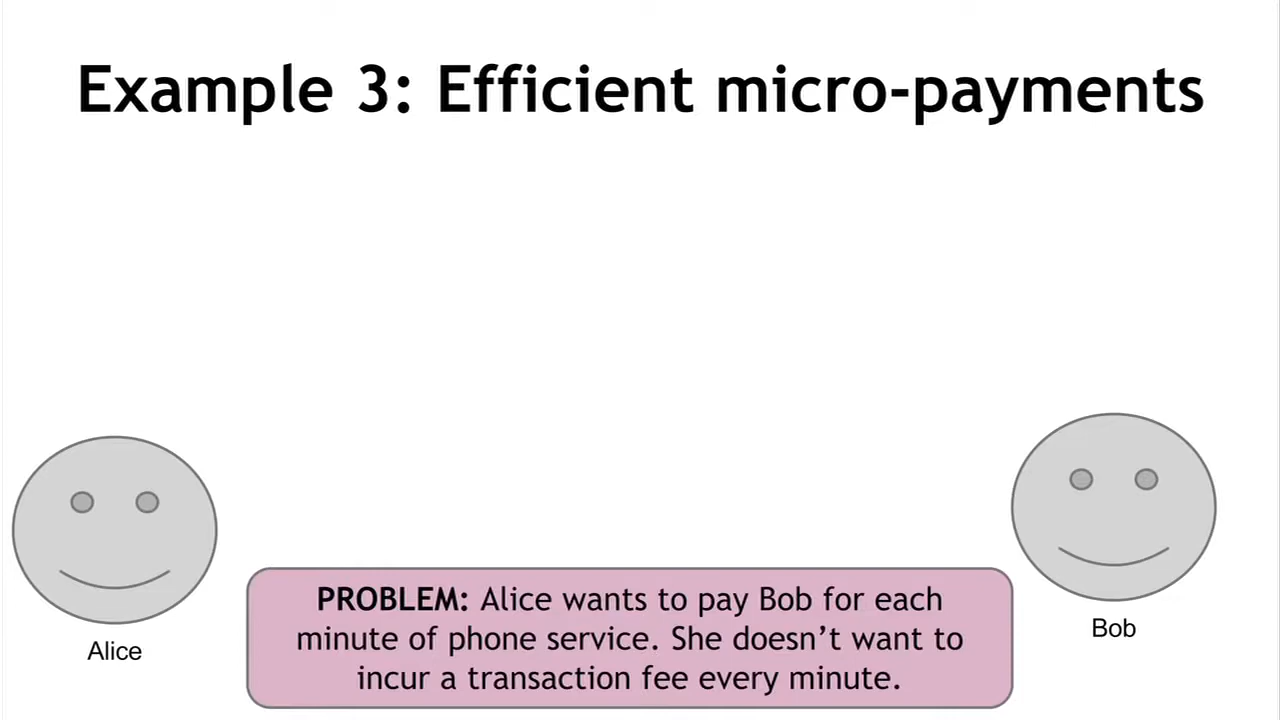 Example 3: Efficient micro-payments
Alice
PROBLEM: Alice wants to pay Bob for each
minute of phone service. She doesn’t want to
incur a transaction fee every minute.
Bob